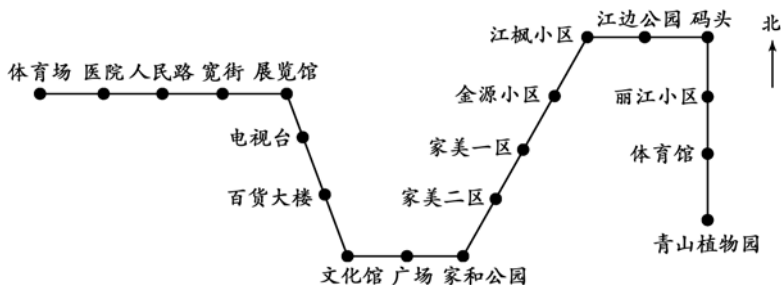 江枫小区 江边公园 码头 北
体育场 医院 人民路 宽街 展览馆
金源小区 丽江小区
电视台
家美一区 体育馆
百货大楼 家美二区
青山植物园
文化馆 广场 家和公园